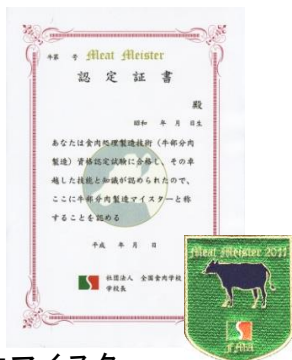 牛第　号 Meat Meister
認定証書
殿
昭和　年　月　日生
あなたは食肉処理製造技術（牛部分肉
製造）資格認定試験に合格し、その卓
越した技能と知識が認められたので、
ここに牛部分肉製造マイスターと称
することを認める
平成　年　月　日
社団法人　全国食肉学校
学校長
Meat Meister 2011
FMA
マイスター